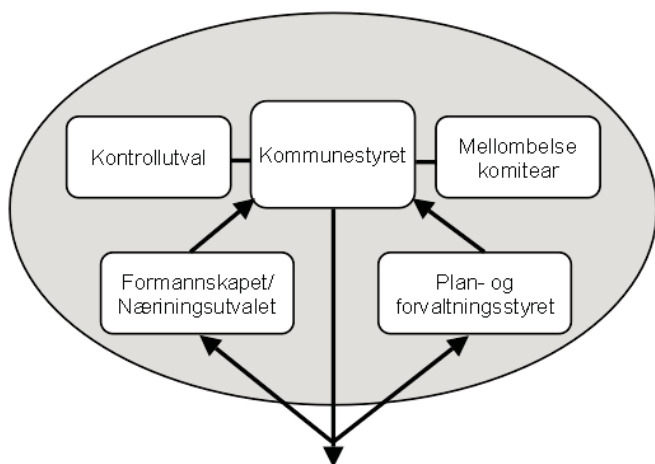 Kontrollutval
Kommunestyret
Mellombelse
komitear
Formannskapet/
Næriningsutvalet
Plan- og
forvaltningsstyret